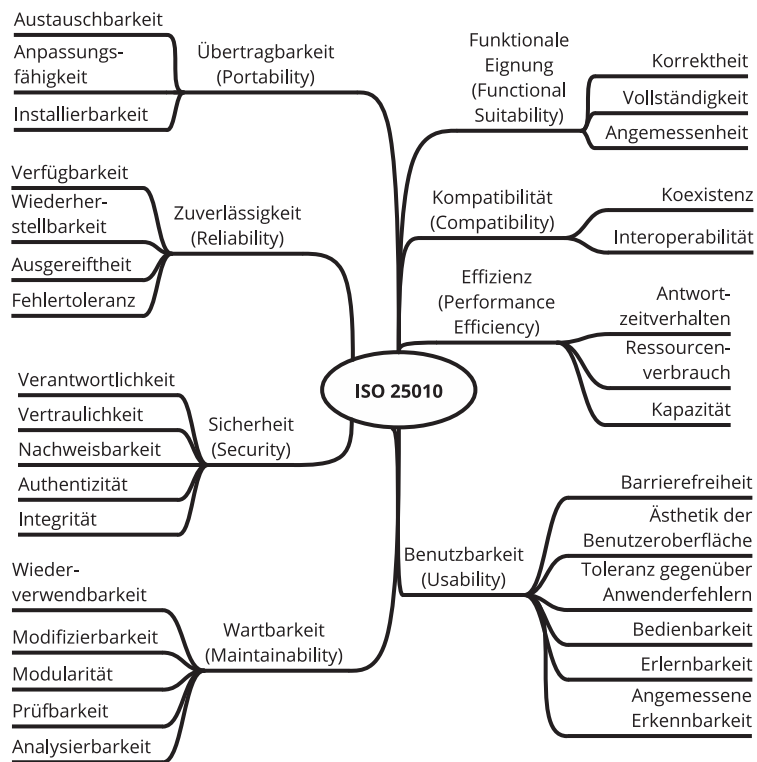 Austauschbarkeit
Anpassungs-
fähigkeit
Installierbarkeit
Übertragbarkeit
(Portability)
Verfügbarkeit
Wiederher-
stellbarkeit
Ausgereiftheit
Fehlertoleranz
Zuverlässigkeit
(Reliability)
Verantwortlichkeit
Vertraulichkeit
Nachweisbarkeit
Authentizität
Integrität
Sicherheit
(Security)
Wieder-
verwendbarkeit
Modifizierbarkeit
Modularität
Prüfbarkeit
Analysierbarkeit
Wartbarkeit
(Maintainability)
ISO 25010
Funktionale
Eignung
(Functional
Suitability)
Korrektheit
Vollständigkeit
Angemessenheit
Kompatibilität
(Compatibility)
Koexistenz
Interoperabilität
Effizienz
(Performance
Efficiency)
Antwort-
zeitverhalten
Ressourcen-
verbrauch
Kapazität
Benutzbarkeit
(Usability)
Barrierefreiheit
Ästhetik der
Benutzeroberfläche
Toleranz gegenüber
Anwenderfehlern
Bedienbarkeit
Erlernbarkeit
Angemessene
Erkennbarkeit